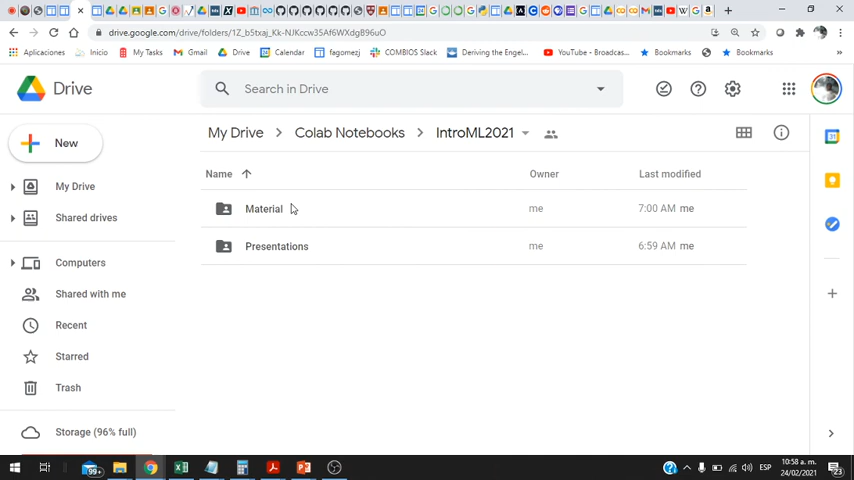 drive.google.com/drive/folders/1Z_b5txaj_Kk-NJKccw35Af6WXdgB96uO
Aplicaciones
Inicio
My Tasks
Gmail
Drive
Calendar
fagomezj
COMBIOS Slack
Deriving the Engel...
YouTube - Broadcas...
Bookmarks
Bookmarks
Drive
Search in Drive
New
My Drive
Colab Notebooks
IntroML2021
Name
Owner
Last modified
Material
me
7:00 AM me
Presentations
me
6:59 AM me
My Drive
Shared drives
Computers
Shared with me
Recent
Starred
Trash
Storage (96% full)
99+
ESP
10:58 a. m.
24/02/2021
23